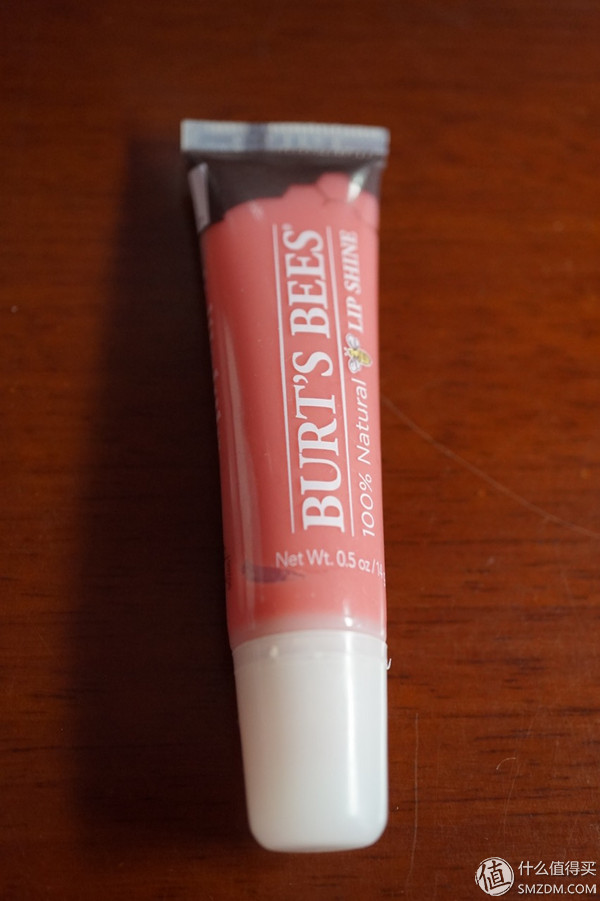 BURT'S BEES®
100% Natural LIP SHINE
Net Wt. 0.5 oz / 14
值 什么值得买
SMZDM.COM